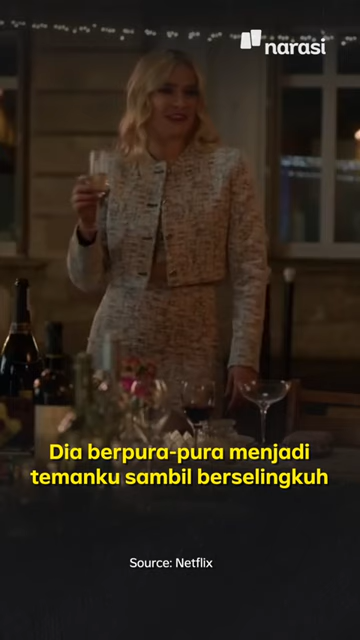 narasi
Dia berpura-pura menjadi
temanku sambil berselingkuh
Source: Netflix